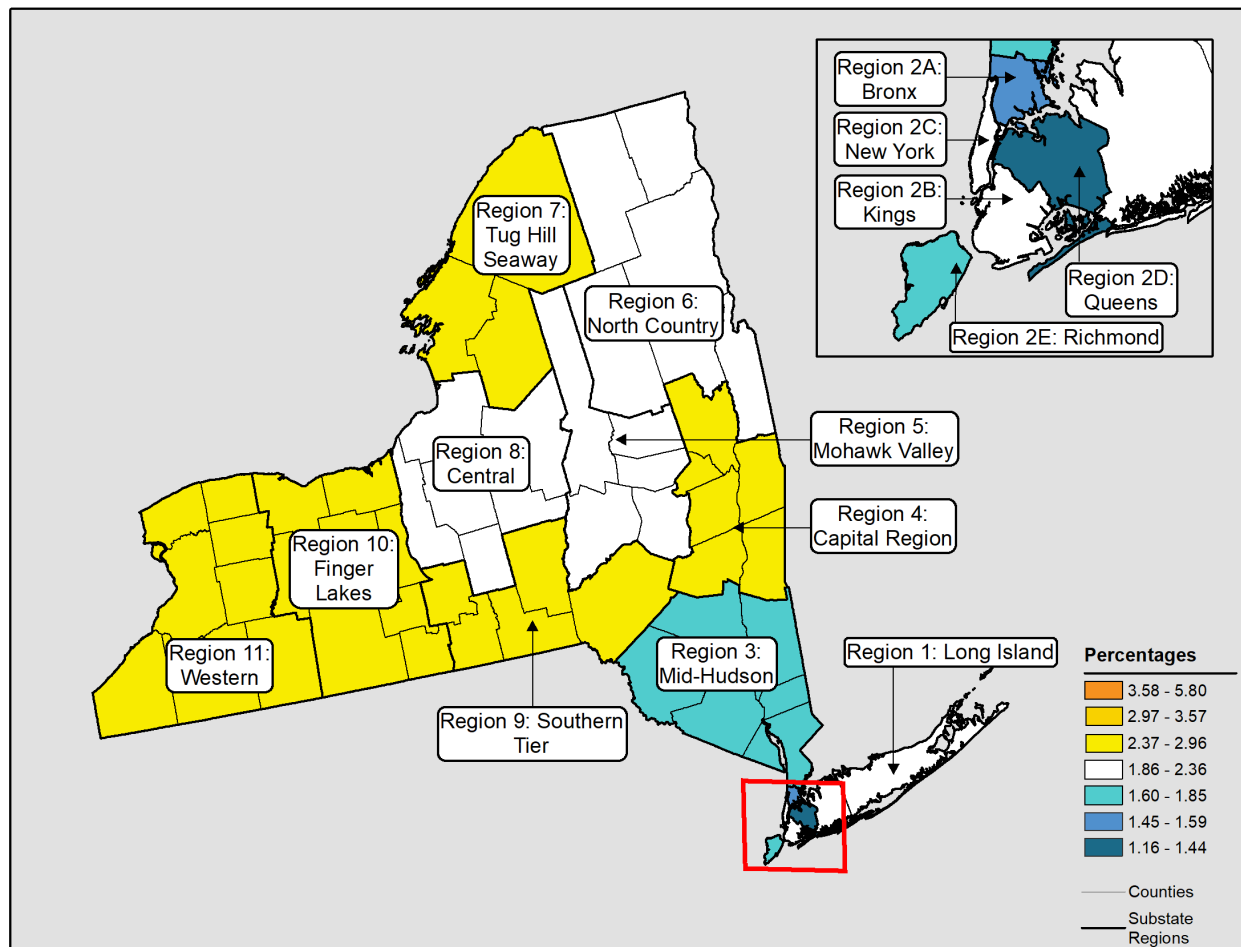 Region 2A:
Bronx
Region 2C:
New York
Region 2B:
Kings
Region 2D:
Queens
Region 2E: Richmond
Region 7:
Tug Hill
Seaway
Region 6:
North Country
Region 5:
Mohawk Valley
Region 8:
Central
Region 4:
Capital Region
Region 10:
Finger
Lakes
Region 11:
Western
Region 3:
Mid-Hudson
Region 1: Long Island
Region 9: Southern
Tier
Percentages
3.58 - 5.80
2.97 - 3.57
2.37 - 2.96
1.86 - 2.36
1.60 - 1.85
1.45 - 1.59
1.16 - 1.44
Counties
Substate
Regions